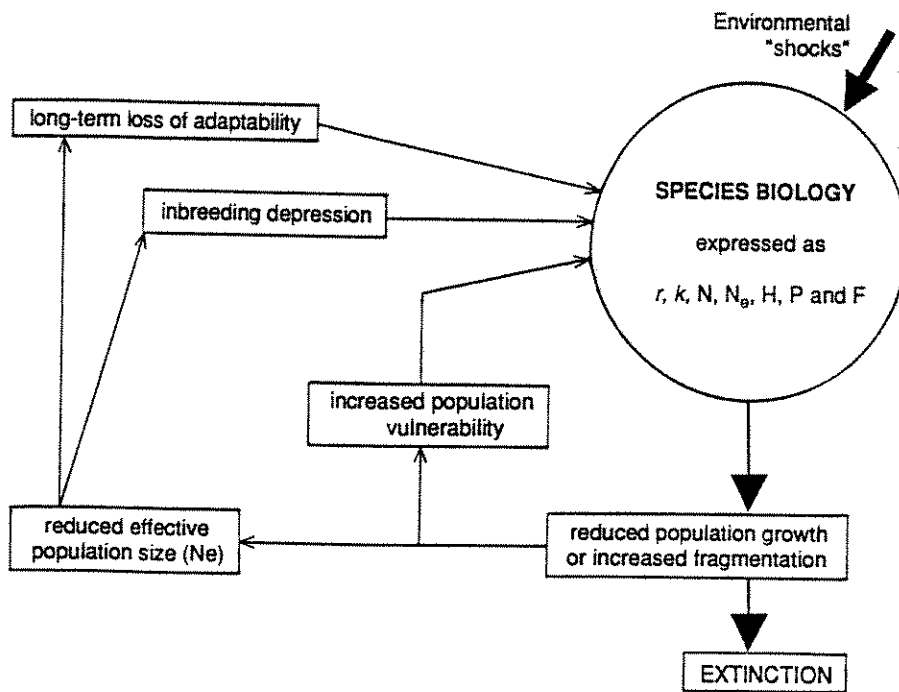 Environmental
"shocks"
long-term loss of adaptability
SPECIES BIOLOGY
inbreeding depression
expressed as
r, k, N, Ne, H, P and F
increased population
vulnerability
reduced effective
population size (Ne)
reduced population growth
or increased fragmentation
EXTINCTION